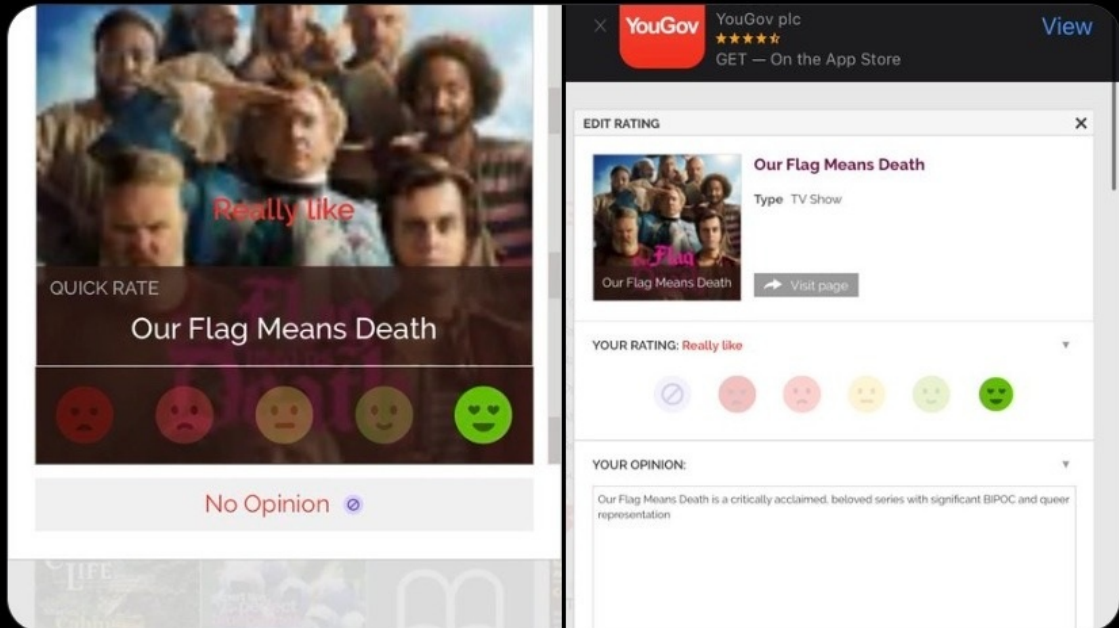 Really like
QUICK RATE
Our Flag Means Death
No Opinion
LIFE
YouGov
YouGov plc
GET — On the App Store
View
EDIT RATING
Our Flag Means Death
Type TV Show
Flag
Our Flag Means Death
Visit page
YOUR RATING: Really like
YOUR OPINION:
Our Flag Means Death is a critically acclaimed, beloved series with significant BIPOC and queer
representation